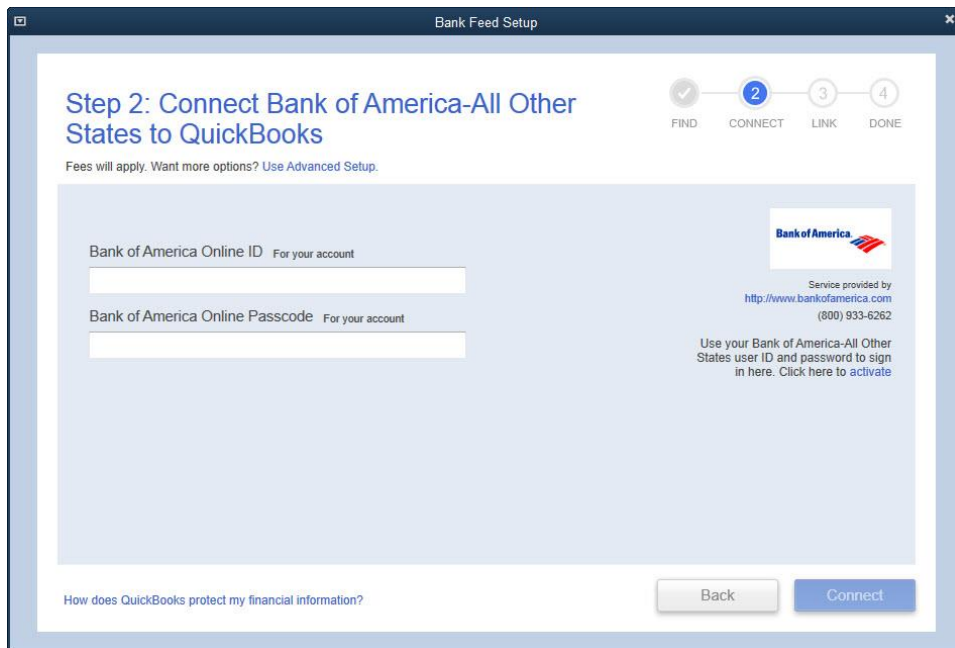 Bank Feed Setup
Step 2: Connect Bank of America-All Other
States to QuickBooks
2
3
4
FIND
CONNECT
LINK
DONE
Fees will apply. Want more options? Use Advanced Setup.
Bank of America Online ID For your account
Bank of America Online Passcode For your account
Bank of America
Service provided by
http://www.bankofamerica.com
(800) 933-6262
Use your Bank of America-All Other
States user ID and password to sign
in here. Click here to activate
How does QuickBooks protect my financial information?
Back
Connect